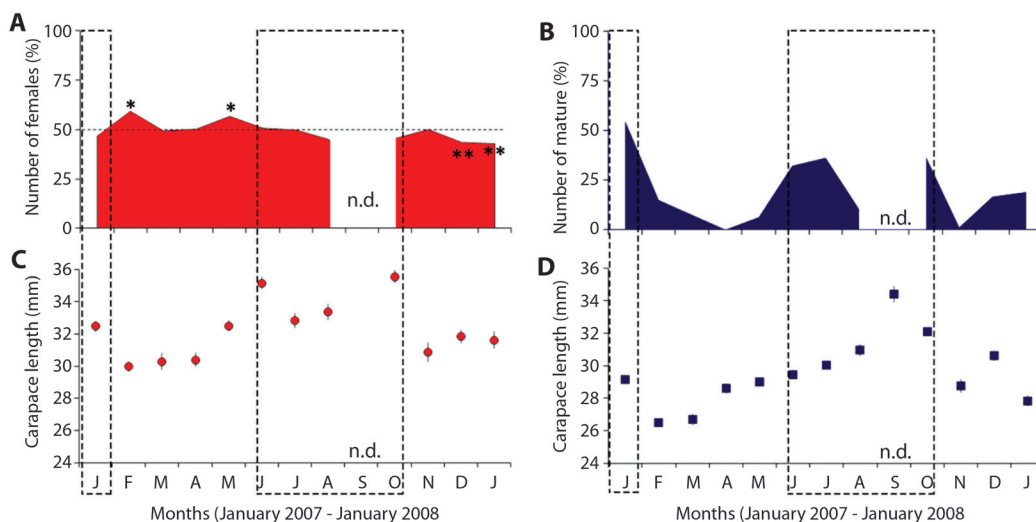 A
Number of females (%)
100
75
50
25
0
*
*
**
**
n.d.
B
Number of mature (%)
100
75
50
25
0
n.d.
C
Carapace length (mm)
36
34
32
30
28
26
24
n.d.
J F M A M J J A S O N D J
Months (January 2007 - January 2008
D
Carapace length (mm)
36
34
32
30
28
26
24
n.d.
J F M A M J J A S O N D J
Months (January 2007 - January 2008